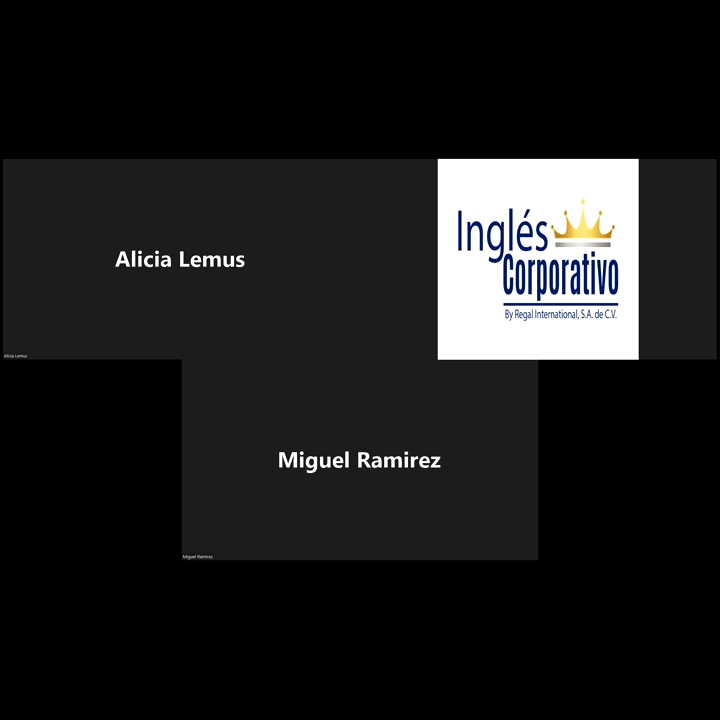 Alicia Lemus
Inglés
Corporativo
By Regal International, S.A. de C.V.
Alicia Lemus
Miguel Ramirez
Miguel Ramirez